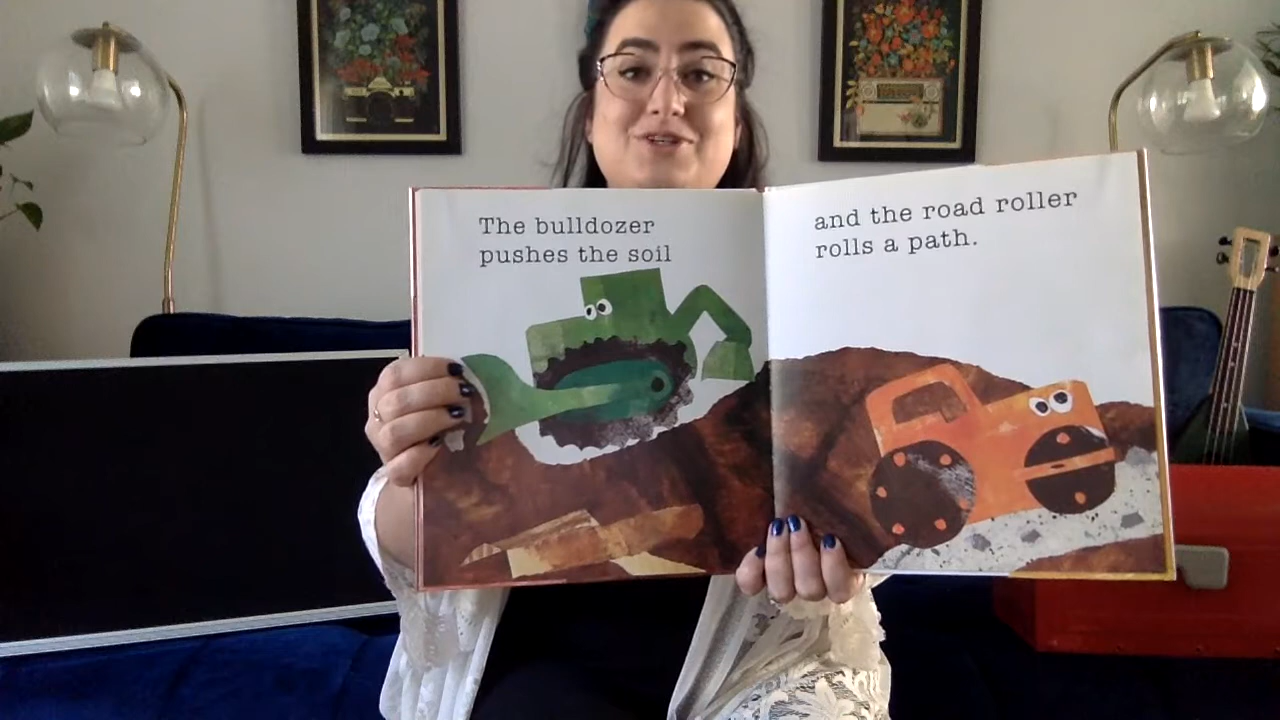 The bulldozer
pushes the soil
and the road roller
rolls a path.